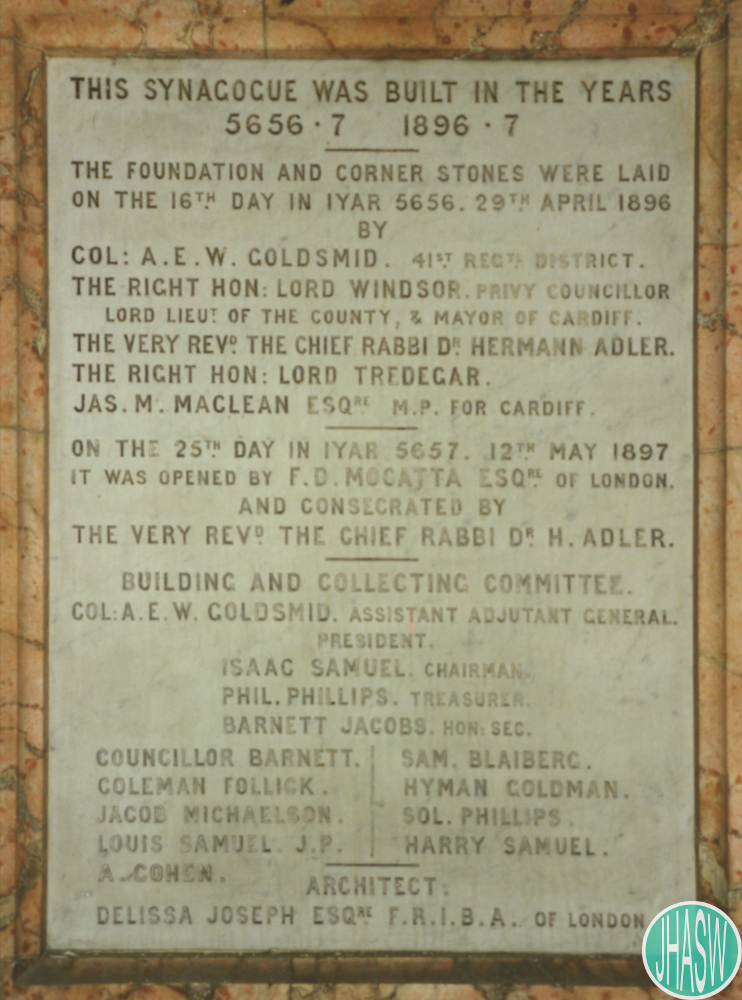 THIS SYNAGOGUE WAS BUILT IN THE YEARS
5656·7 1896·7
THE FOUNDATION AND CORNER STONES WERE LAID
ON THE 16TH DAY IN IYAR 5656. 29TH APRIL 1896
BY
COL: A.E.W. GOLDSMID. 41ST REGTL DISTRICT.
THE RIGHT HON: LORD WINDSOR. PRIVY COUNCILLOR
LORD LIEUT OF THE COUNTY, & MAYOR OF CARDIFF.
THE VERY REVD THE CHIEF RABBI DR HERMANN ADLER.
THE RIGHT HON: LORD TREDEGAR.
JAS. M. MACLEAN ESQRE M.P. FOR CARDIFF.
ON THE 25TH DAY IN IYAR 5657. 12TH MAY 1897
IT WAS OPENED BY F.D. MOCATTA ESQRE OF LONDON.
AND CONSECRATED BY
THE VERY REVD THE CHIEF RABBI DR H. ADLER.
BUILDING AND COLLECTING COMMITTEE.
COL: A.E.W. GOLDSMID. ASSISTANT ADJUTANT GENERAL.
PRESIDENT.
ISAAC SAMUEL. CHAIRMAN.
PHIL. PHILLIPS. TREASURER.
BARNETT JACOBS. HON: SEC.
COUNCILLOR BARNETT.
COLEMAN FOLLICK.
JACOB MICHAELSON.
LOUIS SAMUEL. J.P.
A. COHEN.
SAM. BLAIBERG.
HYMAN GOLDMAN.
SOL. PHILLIPS.
HARRY SAMUEL.
ARCHITECT.
DELISSA JOSEPH ESQRE F.R.I.B.A. OF LONDON
JHASW